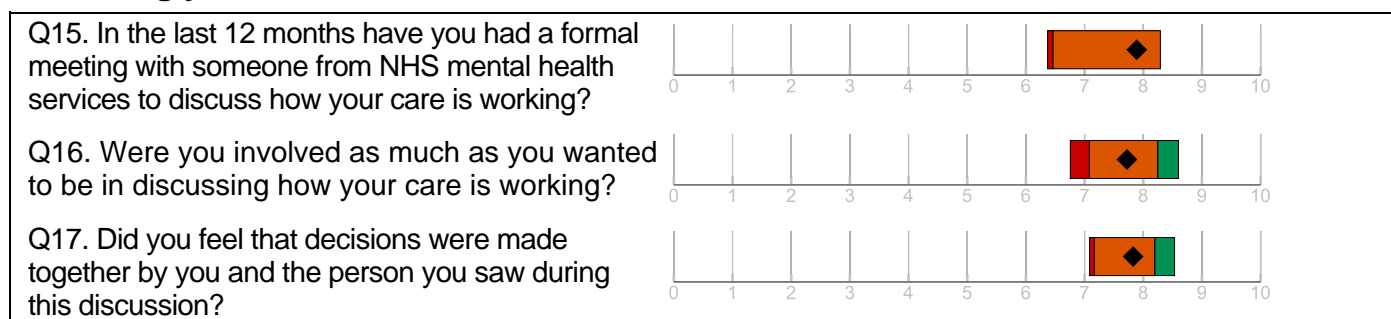 Q15. In the last 12 months have you had a formal
meeting with someone from NHS mental health
services to discuss how your care is working?
0 1 2 3 4 5 6 7 8 9 10
Q16. Were you involved as much as you wanted
to be in discussing how your care is working?
0 1 2 3 4 5 6 7 8 9 10
Q17. Did you feel that decisions were made
together by you and the person you saw during
this discussion?
0 1 2 3 4 5 6 7 8 9 10